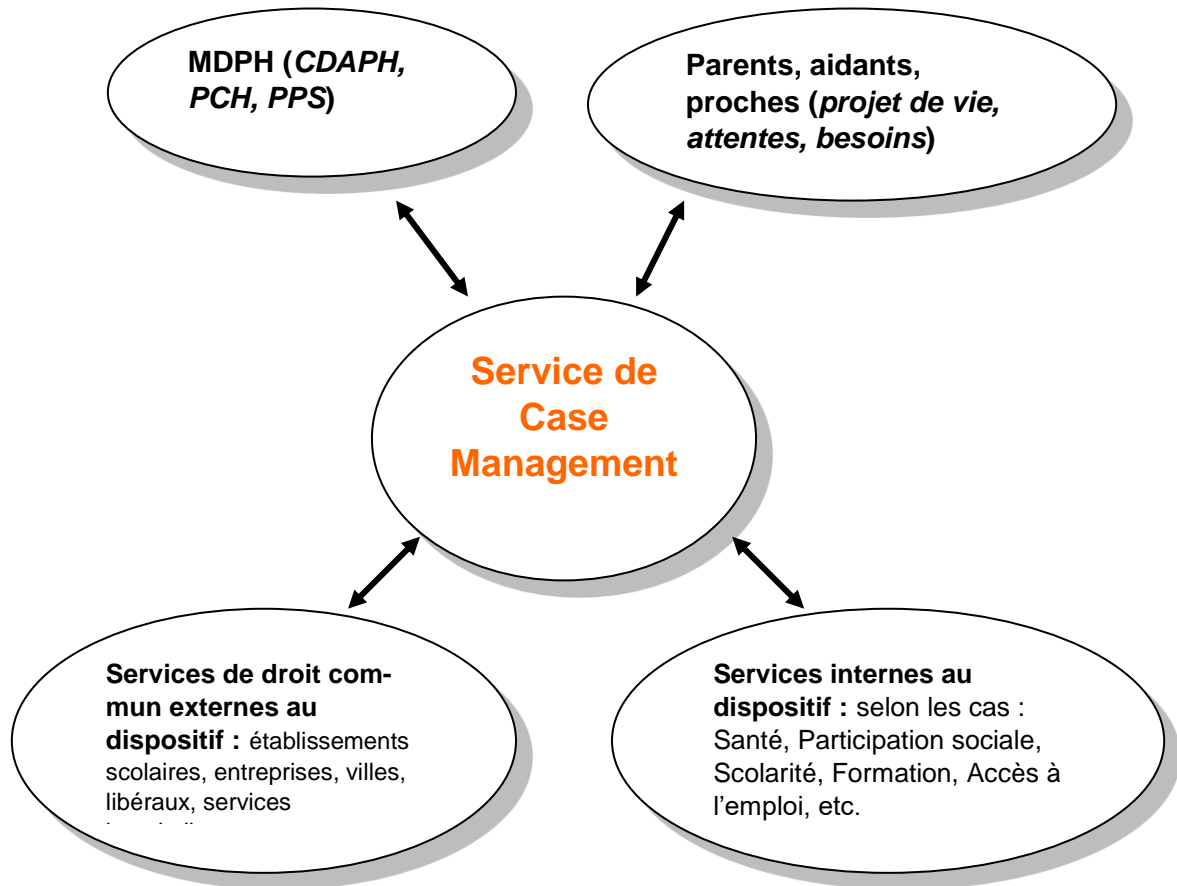 MDPH (CDAPH,
PCH, PPS)
Parents, aidants,
proches (projet de vie,
attentes, besoins)
Service de
Case
Management
Services de droit com-
mun externes au
dispositif : établissements
scolaires, entreprises, villes,
libéraux, services
Services internes au
dispositif : selon les cas :
Santé, Participation sociale,
Scolarité, Formation, Accès à
l’emploi, etc.